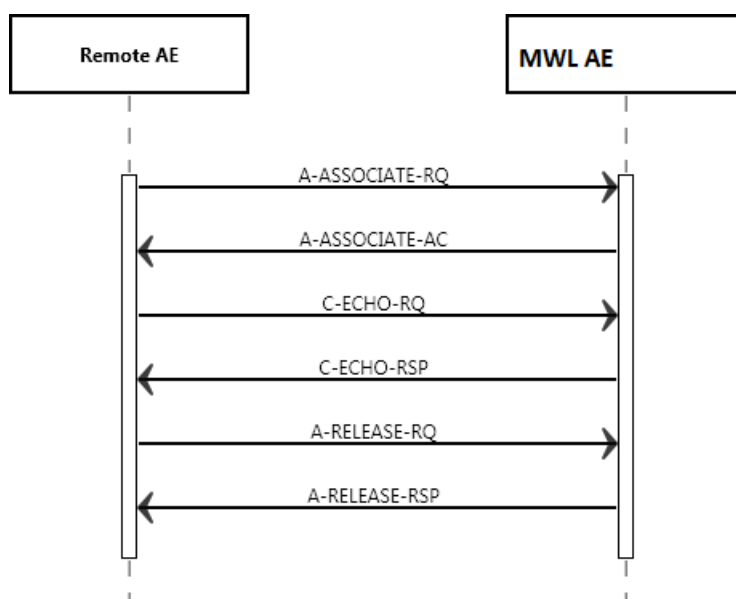 Remote AE
MWL AE
A-ASSOCIATE-RQ
A-ASSOCIATE-AC
C-ECHO-RQ
C-ECHO-RSP
A-RELEASE-RQ
A-RELEASE-RSP